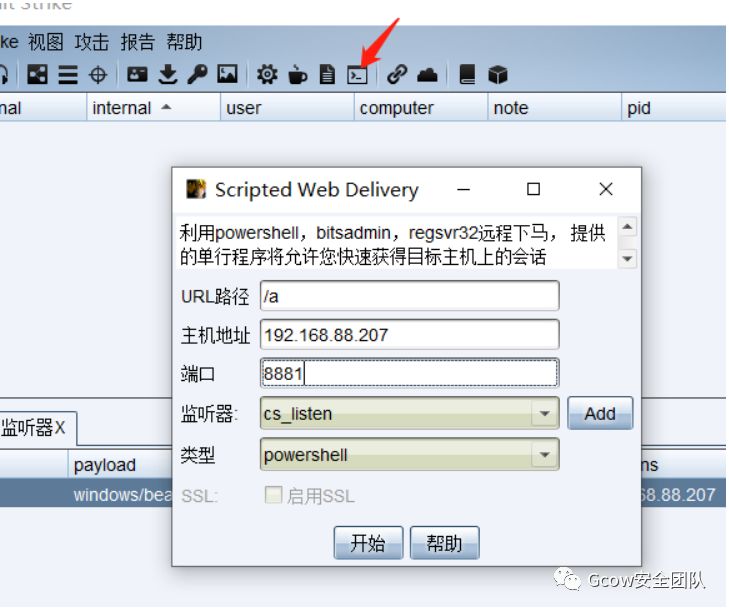 ke 视图 攻击 报告 帮助
nal internal user computer note pid
Scripted Web Delivery
利用powershell，bitsadmin，regsvr32远程下马， 提供
的单行程序将允许您快速获得目标主机上的会话
URL路径 /a
主机地址 192.168.88.207
端口 8881
监听器: cs_listen Add
类型 powershell
SSL: 启用SSL
开始 帮助
监听器X
payload ns
windows/bea 68.88.207
Gcow安全团队